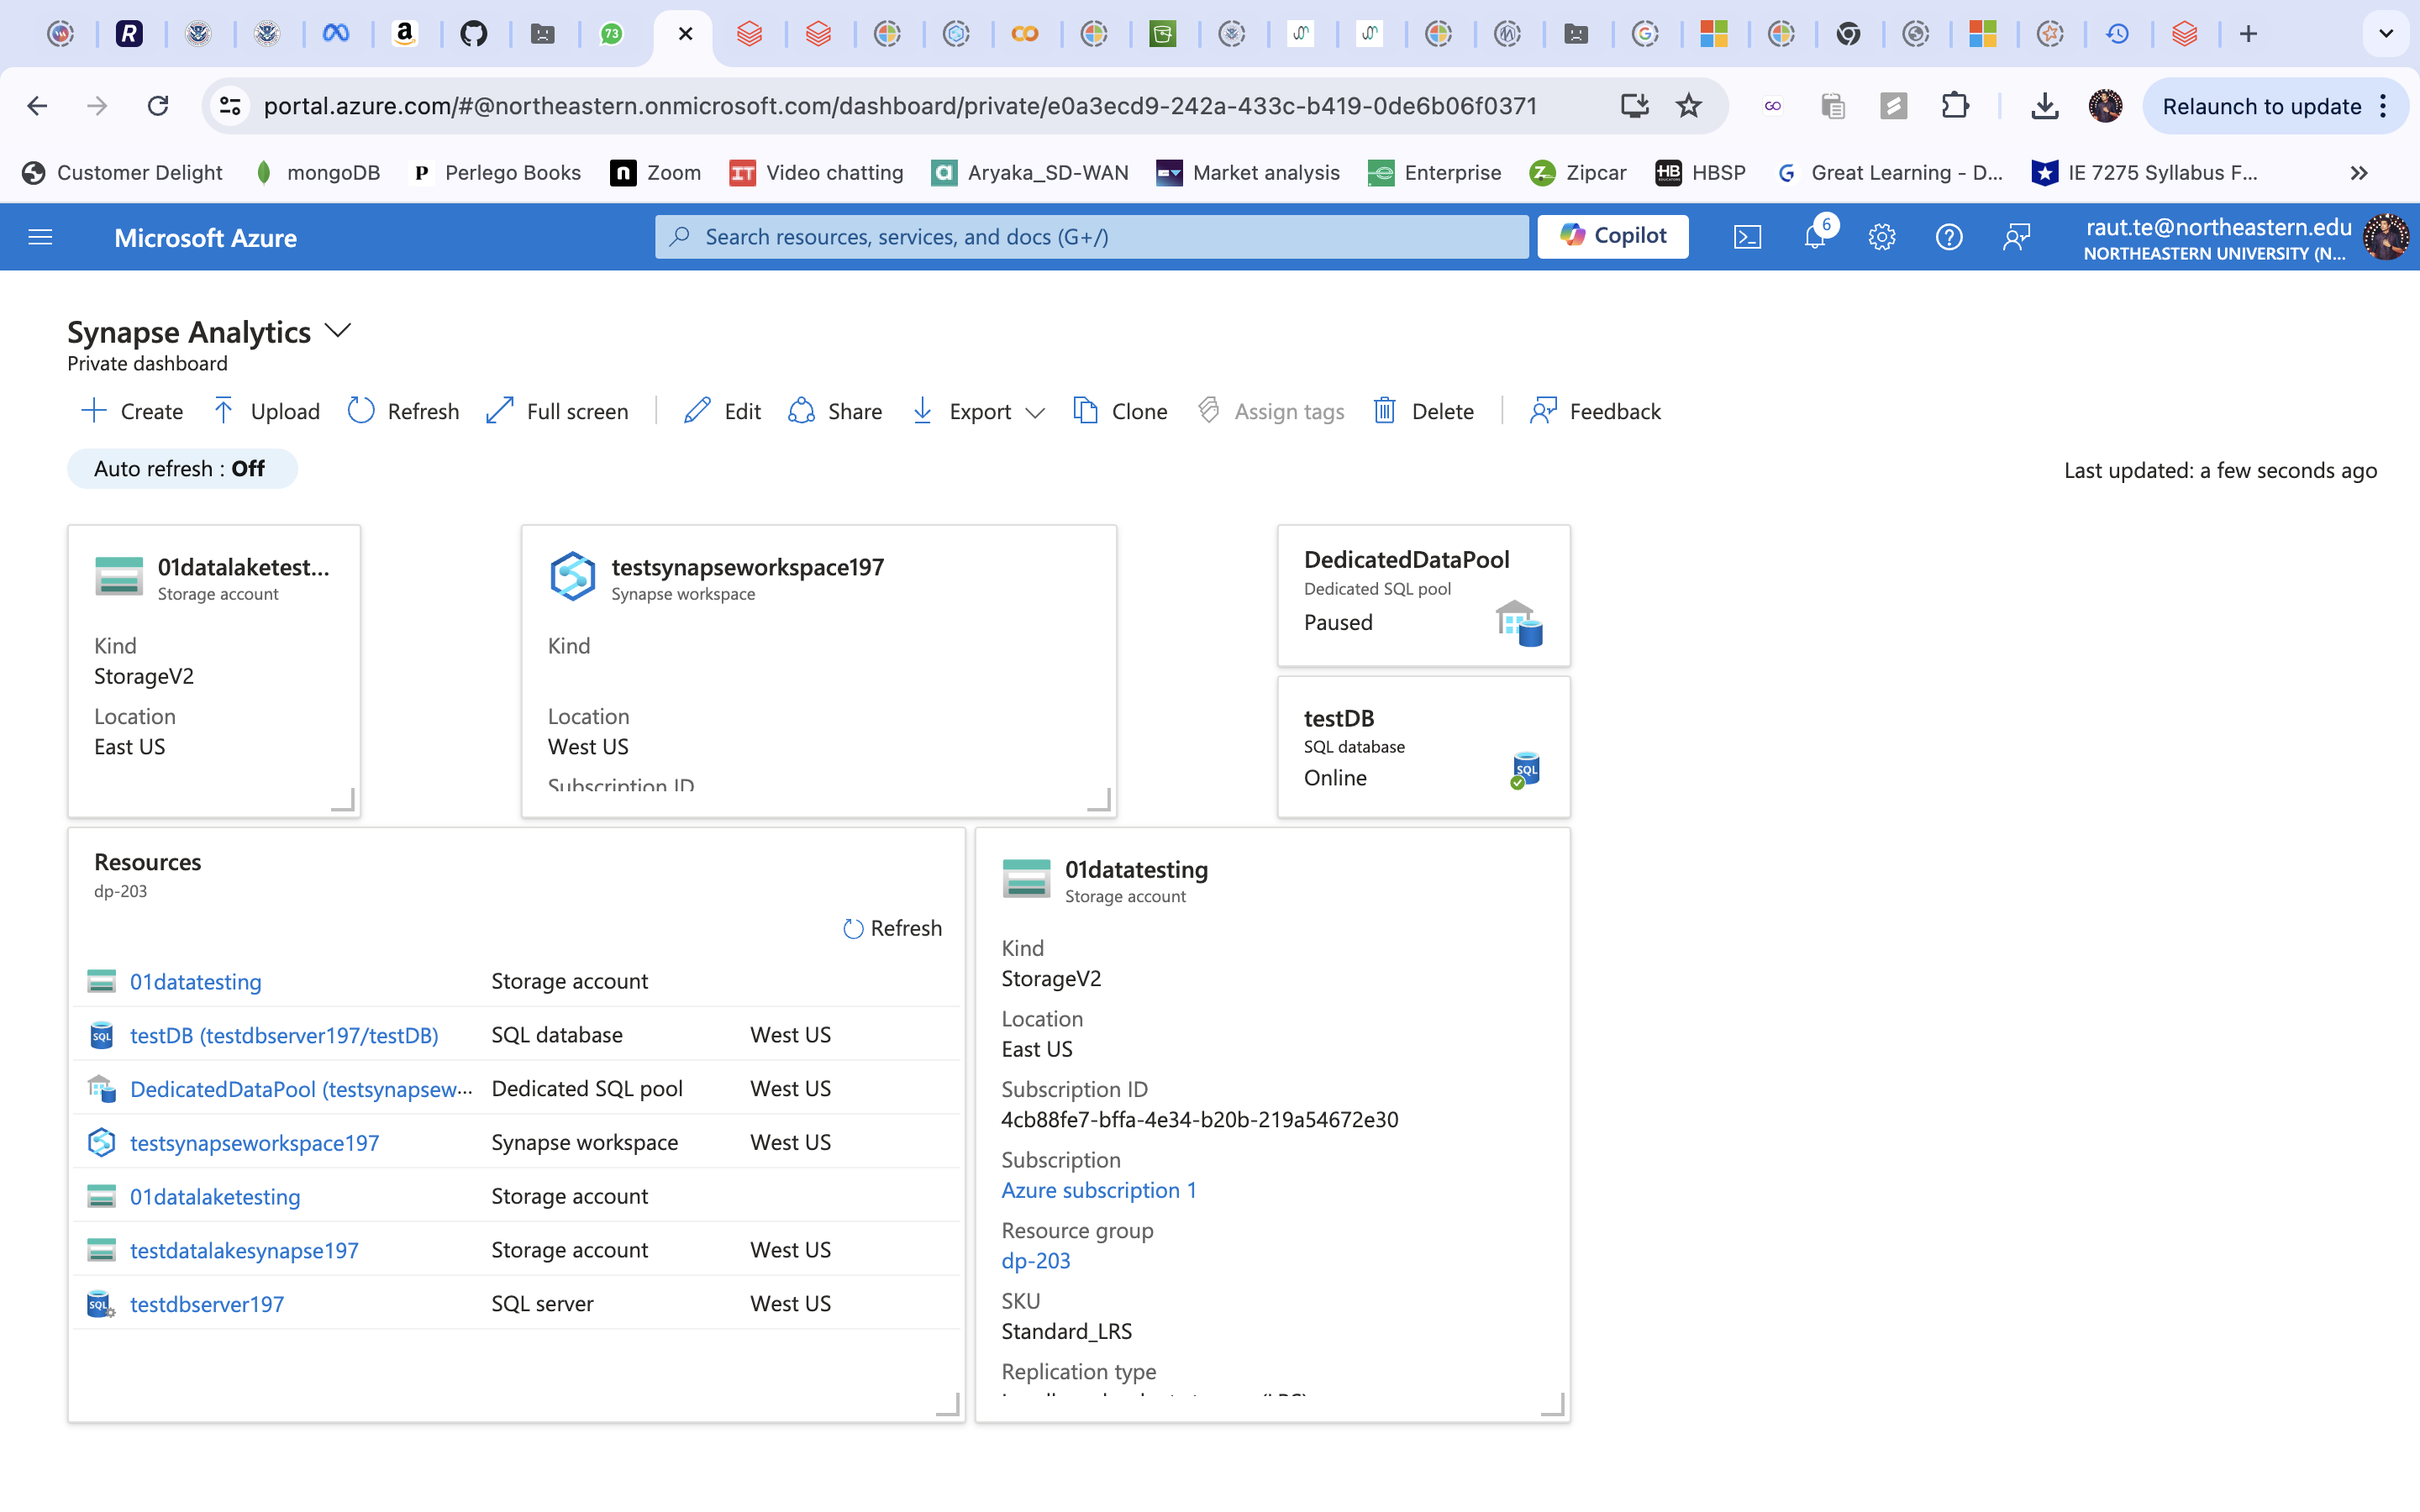 73
portal.azure.com/#@northeastern.onmicrosoft.com/dashboard/private/e0a3ecd9-242a-433c-b419-0de6b06f0371
Relaunch to update
Customer Delight
mongoDB
Perlego Books
Zoom
Video chatting
Aryaka_SD-WAN
Market analysis
Enterprise
Zipcar
HBSP
Great Learning - D...
IE 7275 Syllabus F...
Microsoft Azure
Search resources, services, and docs (G+/)
Copilot
6
raut.te@northeastern.edu
NORTHEASTERN UNIVERSITY (N...
Synapse Analytics
Private dashboard
Create
Upload
Refresh
Full screen
Edit
Share
Export
Clone
Assign tags
Delete
Feedback
Auto refresh : Off
Last updated: a few seconds ago
01datalaketest...
Storage account
Kind
StorageV2
Location
East US
testsynapseworkspace197
Synapse workspace
Kind
Location
West US
Subscription ID
DedicatedDataPool
Dedicated SQL pool
Paused
testDB
SQL database
Online
SQL
Resources
dp-203
Refresh
01datatesting Storage account
testDB (testdbserver197/testDB) SQL database West US
DedicatedDataPool (testsynapsew... Dedicated SQL pool West US
testsynapseworkspace197 Synapse workspace West US
01datalaketesting Storage account
testdatalakesynapse197 Storage account West US
testdbserver197 SQL server West US
01datatesting
Storage account
Kind
StorageV2
Location
East US
Subscription ID
4cb88fe7-bffa-4e34-b20b-219a54672e30
Subscription
Azure subscription 1
Resource group
dp-203
SKU
Standard_LRS
Replication type